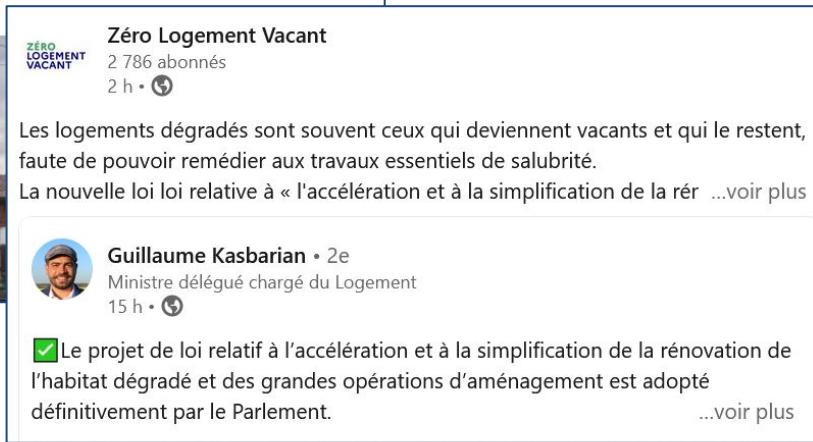 ZÉRO
LOGEMENT
VACANT
Zéro Logement Vacant
2 786 abonnés
2 h •
Les logements dégradés sont souvent ceux qui deviennent vacants et qui le restent,
faute de pouvoir remédier aux travaux essentiels de salubrité.
La nouvelle loi loi relative à « l'accélération et à la simplification de la rér ...voir plus
Guillaume Kasbarian • 2e
Ministre délégué chargé du Logement
15 h •
✅Le projet de loi relatif à l’accélération et à la simplification de la rénovation de
l’habitat dégradé et des grandes opérations d’aménagement est adopté
définitivement par le Parlement. ...voir plus